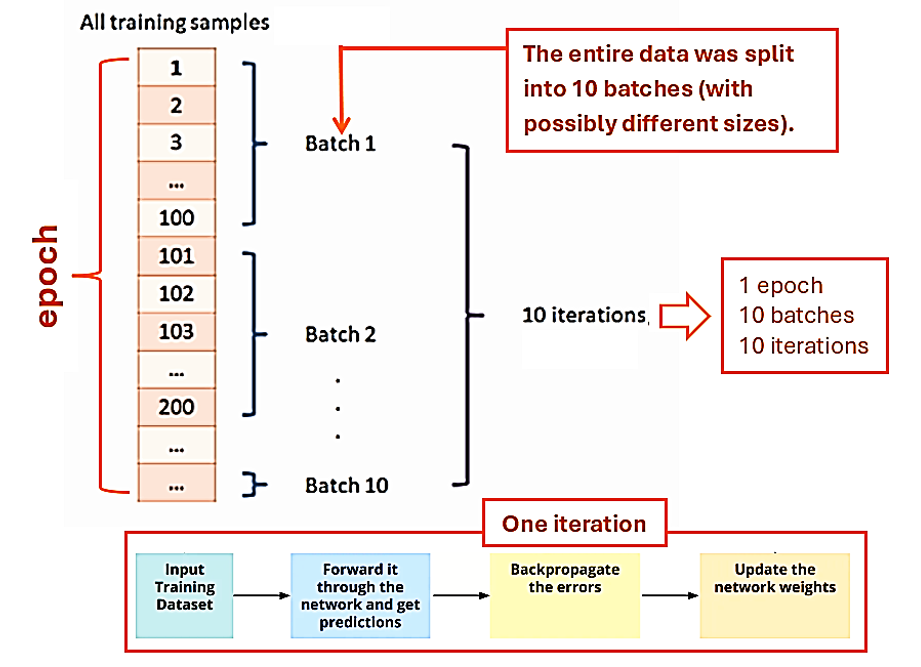 All training samples
1
2
3
...
100
101
102
103
...
200
...
...
epoch
Batch 1
Batch 2
.
.
.
Batch 10
The entire data was split
into 10 batches (with
possibly different sizes).
10 iterations
1 epoch
10 batches
10 iterations
One iteration
Input
Training
Dataset
Forward it
through the
network and get
predictions
Backpropagate
the errors
Update the
network weights